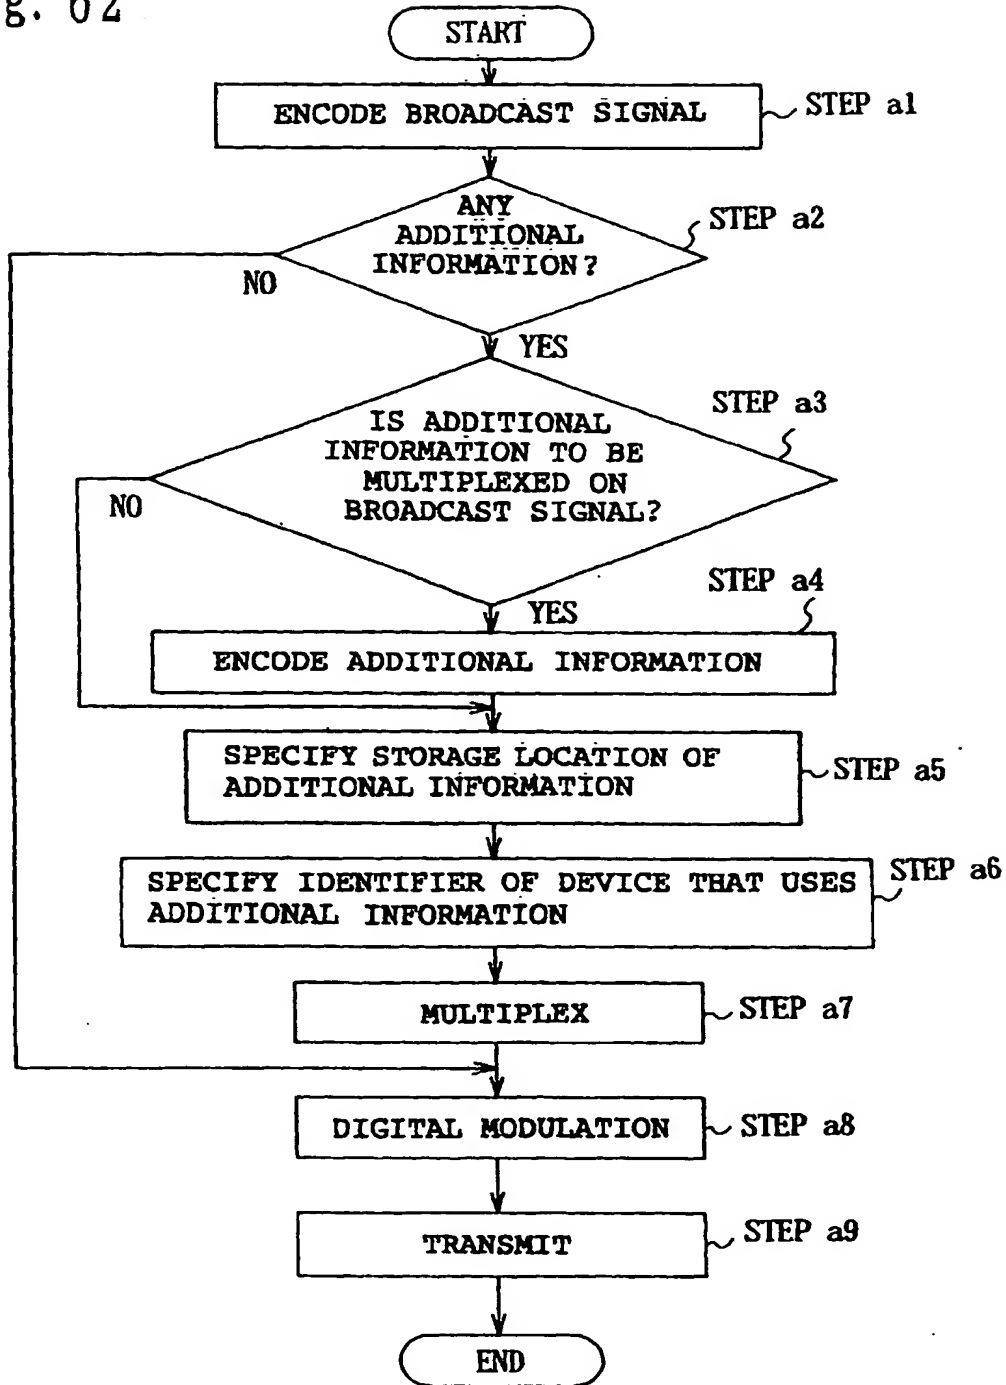 g. 62
START
ENCODE BROADCAST SIGNAL
STEP a1
ANY
ADDITIONAL
INFORMATION?
STEP a2
NO
YES
STEP a3
IS ADDITIONAL
INFORMATION TO BE
MULTIPLEXED ON
BROADCAST SIGNAL?
NO
YES
STEP a4
ENCODE ADDITIONAL INFORMATION
SPECIFY STORAGE LOCATION OF
ADDITIONAL INFORMATION
STEP a5
SPECIFY IDENTIFIER OF DEVICE THAT USES
ADDITIONAL INFORMATION
STEP a6
MULTIPLEX
STEP a7
DIGITAL MODULATION
STEP a8
TRANSMIT
STEP a9
END